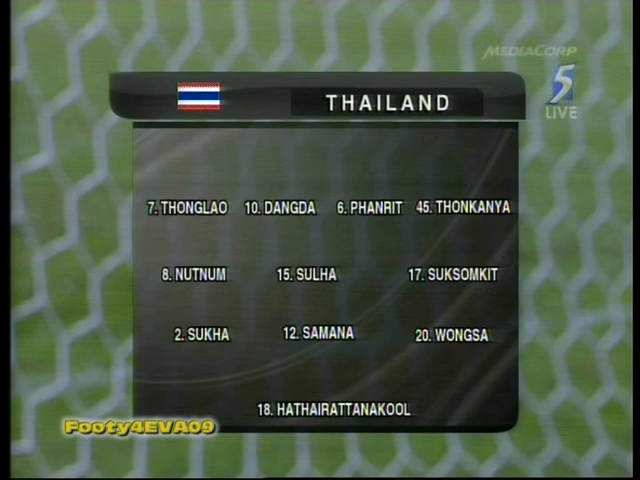 MEDIACORP
5
LIVE
THAILAND
7. THONGLAO 10. DANGDA 6. PHANRIT 45. THONKANYA
8. NUTNUM 15. SULHA 17. SUKSOMKIT
2. SUKHA 12. SAMANA 20. WONGSA
18. HATHAIRATTANAKOOL
Footy4EVA09